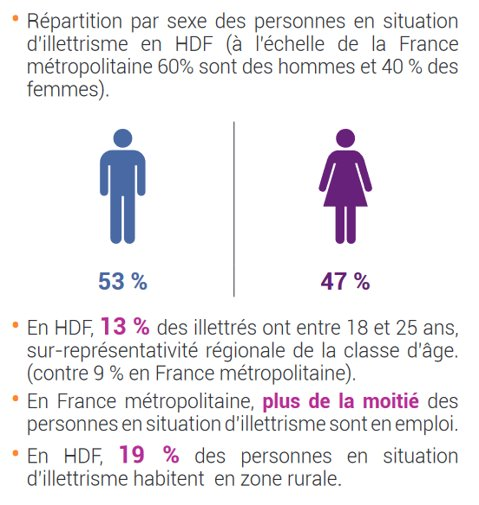 • Répartition par sexe des personnes en situation
d'illettrisme en HDF (à l'échelle de la France
métropolitaine 60% sont des hommes et 40 % des
femmes).
53 %
47 %
• En HDF, 13 % des illettrés ont entre 18 et 25 ans,
sur-représentativité régionale de la classe d'âge.
(contre 9 % en France métropolitaine).
• En France métropolitaine, plus de la moitié des
personnes en situation d'illettrisme sont en emploi.
• En HDF, 19 % des personnes en situation
d'illettrisme habitent en zone rurale.